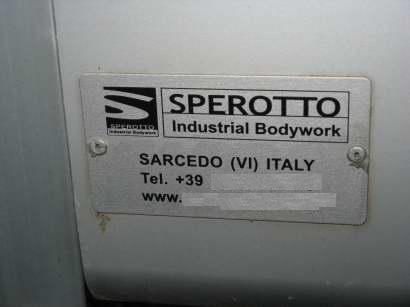 SPEROTTO
Industrial Bodywork
SPEROTTO
Industrial Bodywork
SARCEDO (VI) ITALY
Tel. +39
www.